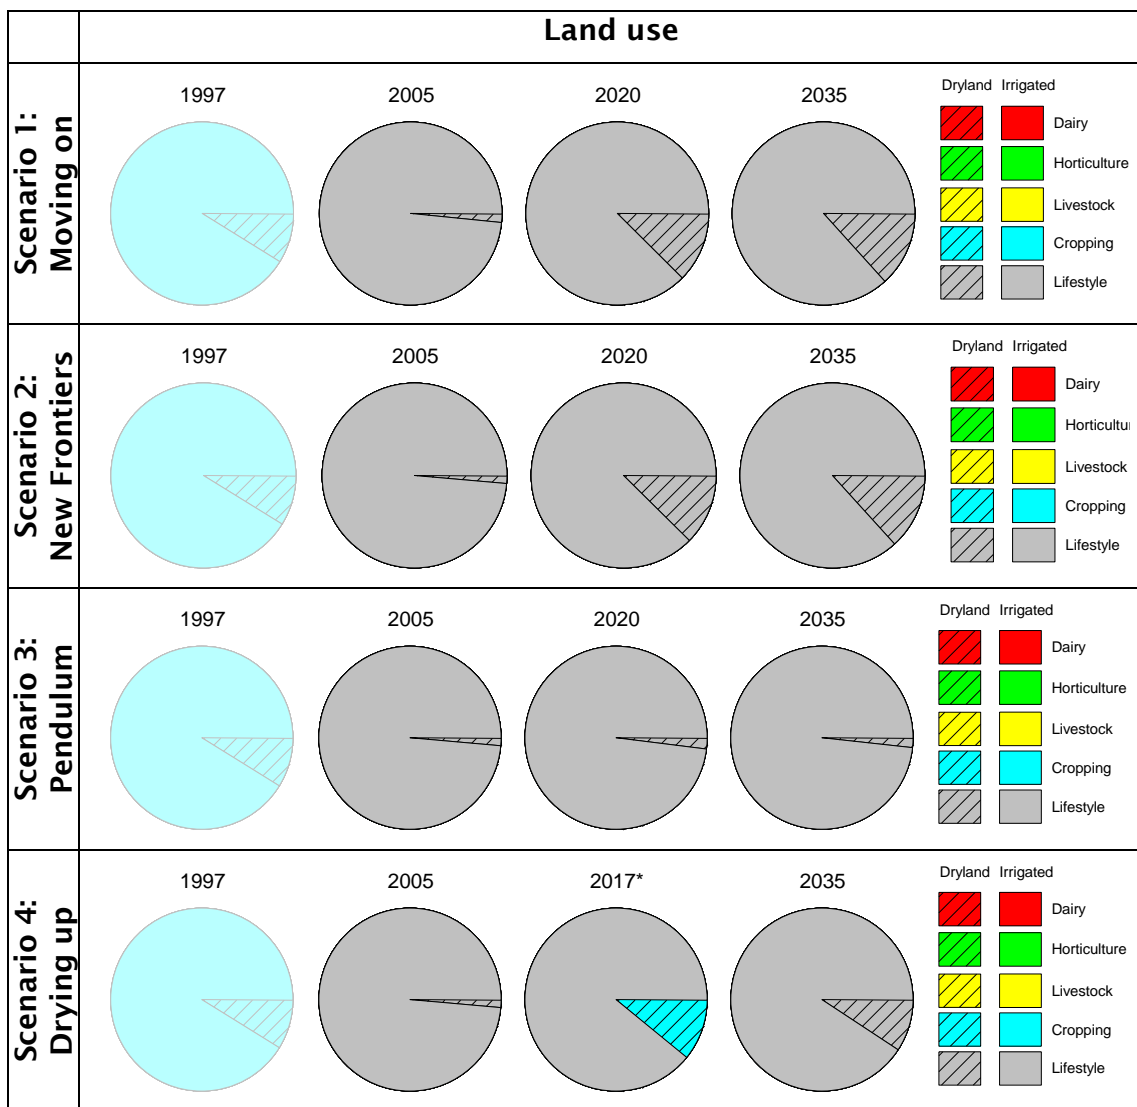 Land use
Scenario 1:
Moving on
1997
2005
2020
2035
Dryland Irrigated
Dairy
Horticulture
Livestock
Cropping
Lifestyle
Scenario 2:
New Frontiers
1997
2005
2020
2035
Dryland Irrigated
Dairy
Horticultu
Livestock
Cropping
Lifestyle
Scenario 3:
Pendulum
1997
2005
2020
2035
Dryland Irrigated
Dairy
Horticulture
Livestock
Cropping
Lifestyle
Scenario 4:
Drying up
1997
2005
2017*
2035
Dryland Irrigated
Dairy
Horticulture
Livestock
Cropping
Lifestyle